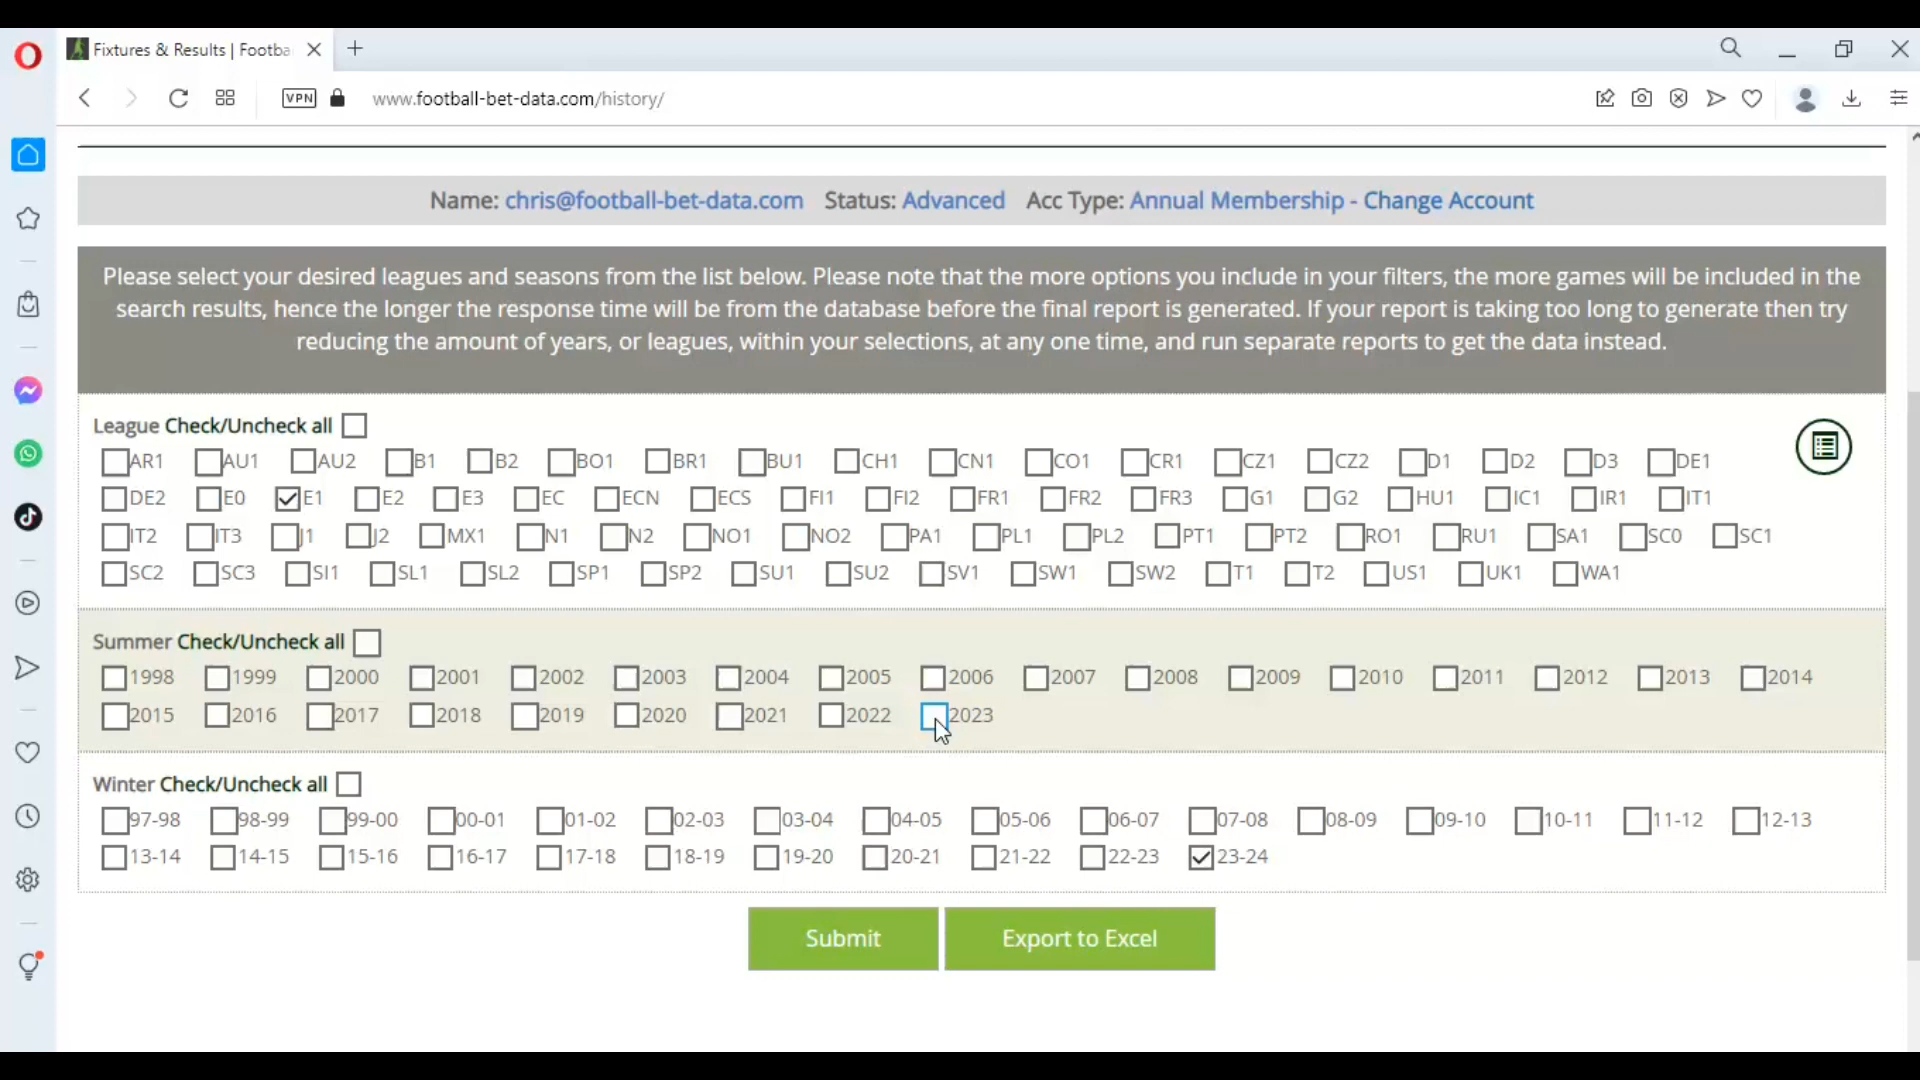 Fixtures & Results | Footba
VPN
www.football-bet-data.com/history/
Name: chris@football-bet-data.com Status: Advanced Acc Type: Annual Membership - Change Account
Please select your desired leagues and seasons from the list below. Please note that the more options you include in your filters, the more games will be included in the
search results, hence the longer the response time will be from the database before the final report is generated. If your report is taking too long to generate then try
reducing the amount of years, or leagues, within your selections, at any one time, and run separate reports to get the data instead.
League Check/Uncheck all
AR1 AU1 AU2 B1 B2 BO1 BR1 BU1 CH1 CN1 CO1 CR1 CZ1 CZ2 D1 D2 D3 DE1
DE2 E0 E1 E2 E3 EC ECN ECS FI1 FI2 FR1 FR2 FR3 G1 G2 HU1 IC1 IR1 IT1
IT2 IT3 J1 J2 MX1 N1 N2 NO1 NO2 PA1 PL1 PL2 PT1 PT2 RO1 RU1 SA1 SC0 SC1
SC2 SC3 SI1 SL1 SL2 SP1 SP2 SU1 SU2 SV1 SW1 SW2 T1 T2 US1 UK1 WA1
Summer Check/Uncheck all
1998 1999 2000 2001 2002 2003 2004 2005 2006 2007 2008 2009 2010 2011 2012 2013 2014
2015 2016 2017 2018 2019 2020 2021 2022 2023
Winter Check/Uncheck all
97-98 98-99 99-00 00-01 01-02 02-03 03-04 04-05 05-06 06-07 07-08 08-09 09-10 10-11 11-12 12-13
13-14 14-15 15-16 16-17 17-18 18-19 19-20 20-21 21-22 22-23 23-24
Submit Export to Excel